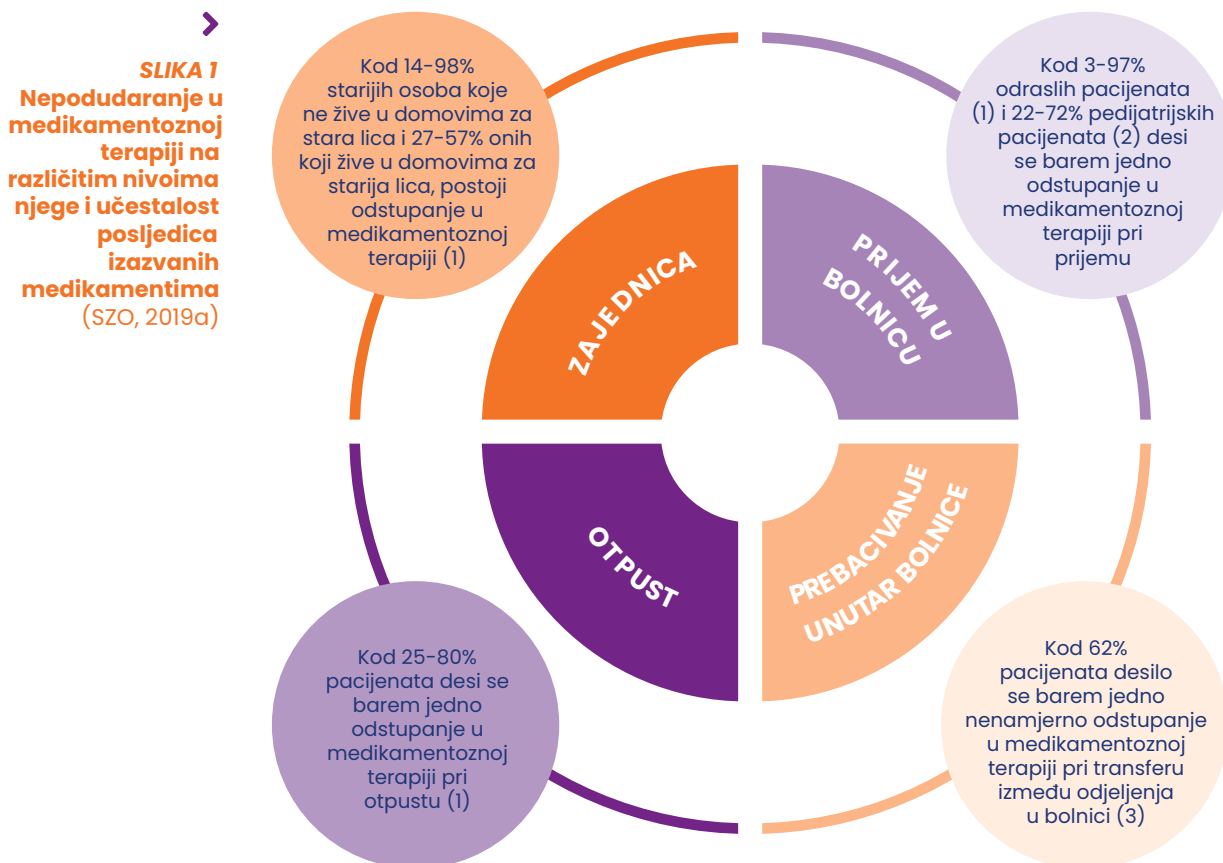 SLIKA 1
Nepodudaranje u
medikamentoznoj
terapiji na
različitim nivoima
njege i učestalost
posljedica
izazvanih
medikamentima
(SZO, 2019a)
Kod 14-98%
starijih osoba koje
ne žive u domovima za
stara lica i 27-57% onih
koji žive u domovima za
starija lica, postoji
odstupanje u
medikamentoznoj
terapiji (1)
Kod 3-97%
odraslih pacijenata
(1) i 22-72% pedijatrijskih
pacijenata (2) desi
se barem jedno
odstupanje u
medikamentoznoj
terapiji pri
prijemu
ZAJEDNICA
PRIJEM U
BOLNICU
OTPUST
PREBACIVANJE
UNUTAR BOLNICE
Kod 25-80%
pacijenata desi se
barem jedno
odstupanje u
medikamentoznoj
terapiji pri
otpustu (1)
Kod 62%
pacijenata desilo
se barem jedno
nenamjerno odstupanje
u medikamentoznoj
terapiji pri transferu
između odjeljenja
u bolnici (3)